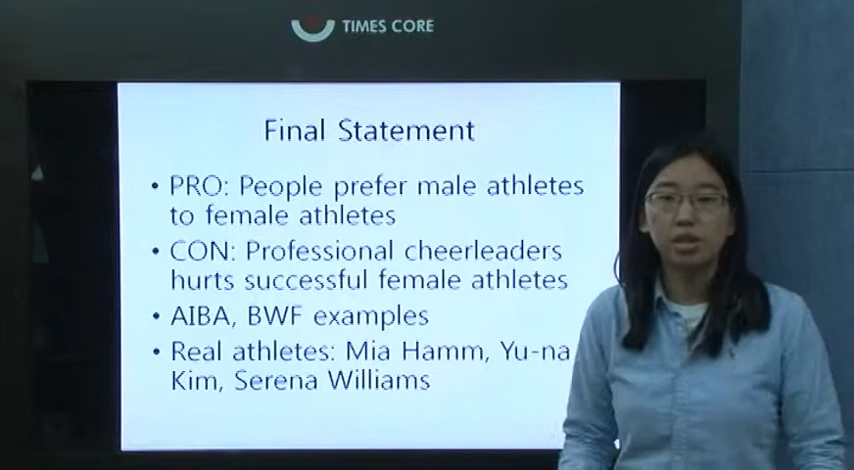 TIMES CORE
Final Statement
• PRO: People prefer male athletes
to female athletes
• CON: Professional cheerleaders
hurts successful female athletes
• AIBA, BWF examples
• Real athletes: Mia Hamm, Yu-na
Kim, Serena Williams